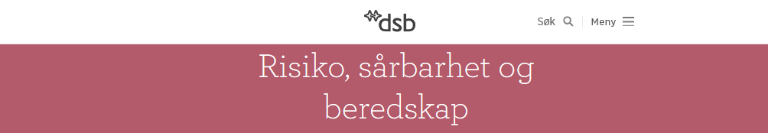 dsb
Søk
Meny
Risiko, sårbarhet og
beredskap